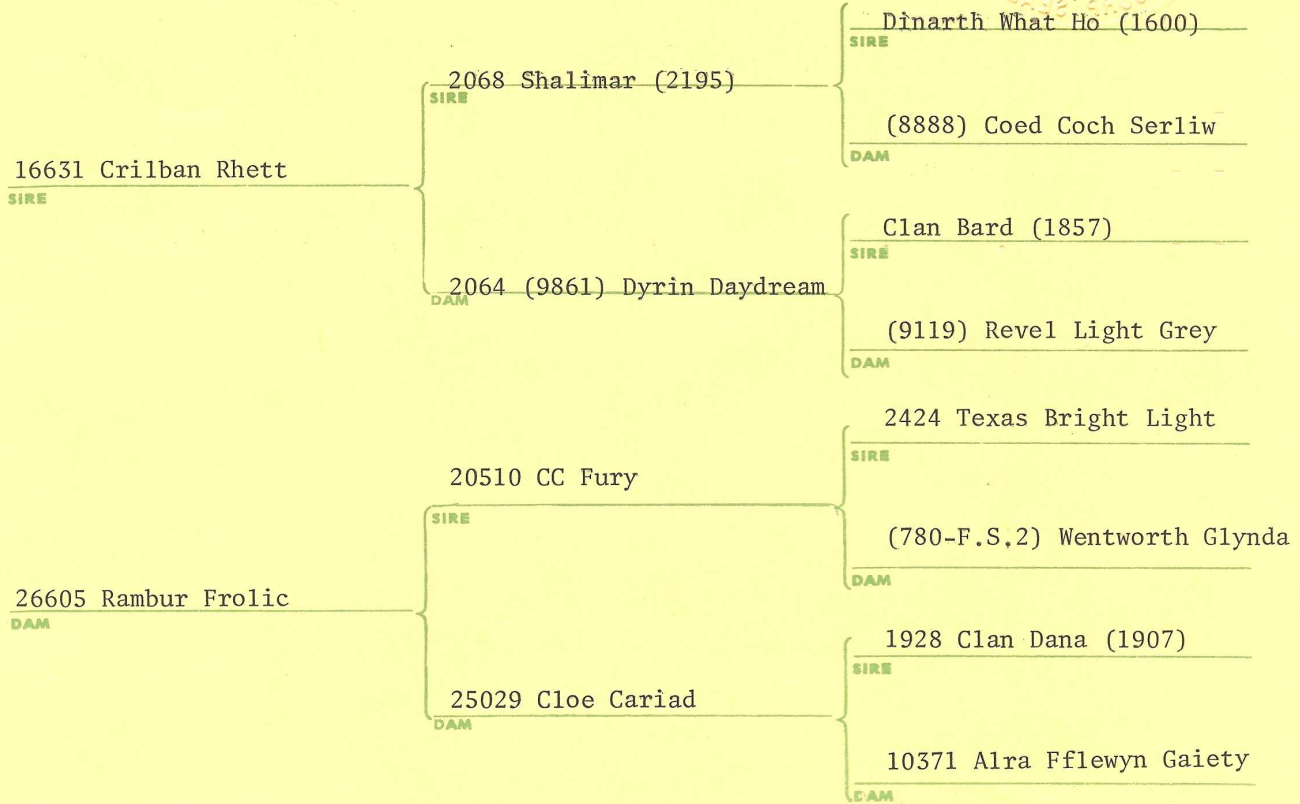 Dinarth What Ho (1600)
SIRE
2068 Shalimar (2195)
SIRE
(8888) Coed Coch Serliw
DAM
16631 Crilban Rhett
SIRE
Clan Bard (1857)
SIRE
2064 (9861) Dyrin Daydream
DAM
(9119) Revel Light Grey
DAM
2424 Texas Bright Light
SIRE
20510 CC Fury
SIRE
(780-F.S.2) Wentworth Glynda
DAM
26605 Rambur Frolic
DAM
1928 Clan Dana (1907)
SIRE
25029 Cloe Cariad
DAM
10371 Alra Fflewyn Gaiety
DAM